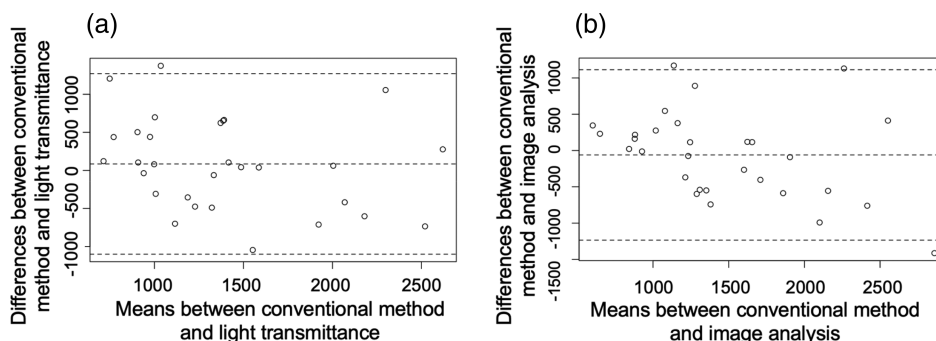 (a)
Differences between conventional
method and light transmittance
1000
500
0
-500
-1000
1000
1500
2000
2500
Means between conventional method
and light transmittance
(b)
Differences between conventional
method and image analysis
1000
500
0
-500
-1000
-1500
1000
1500
2000
2500
Means between conventional method
and image analysis